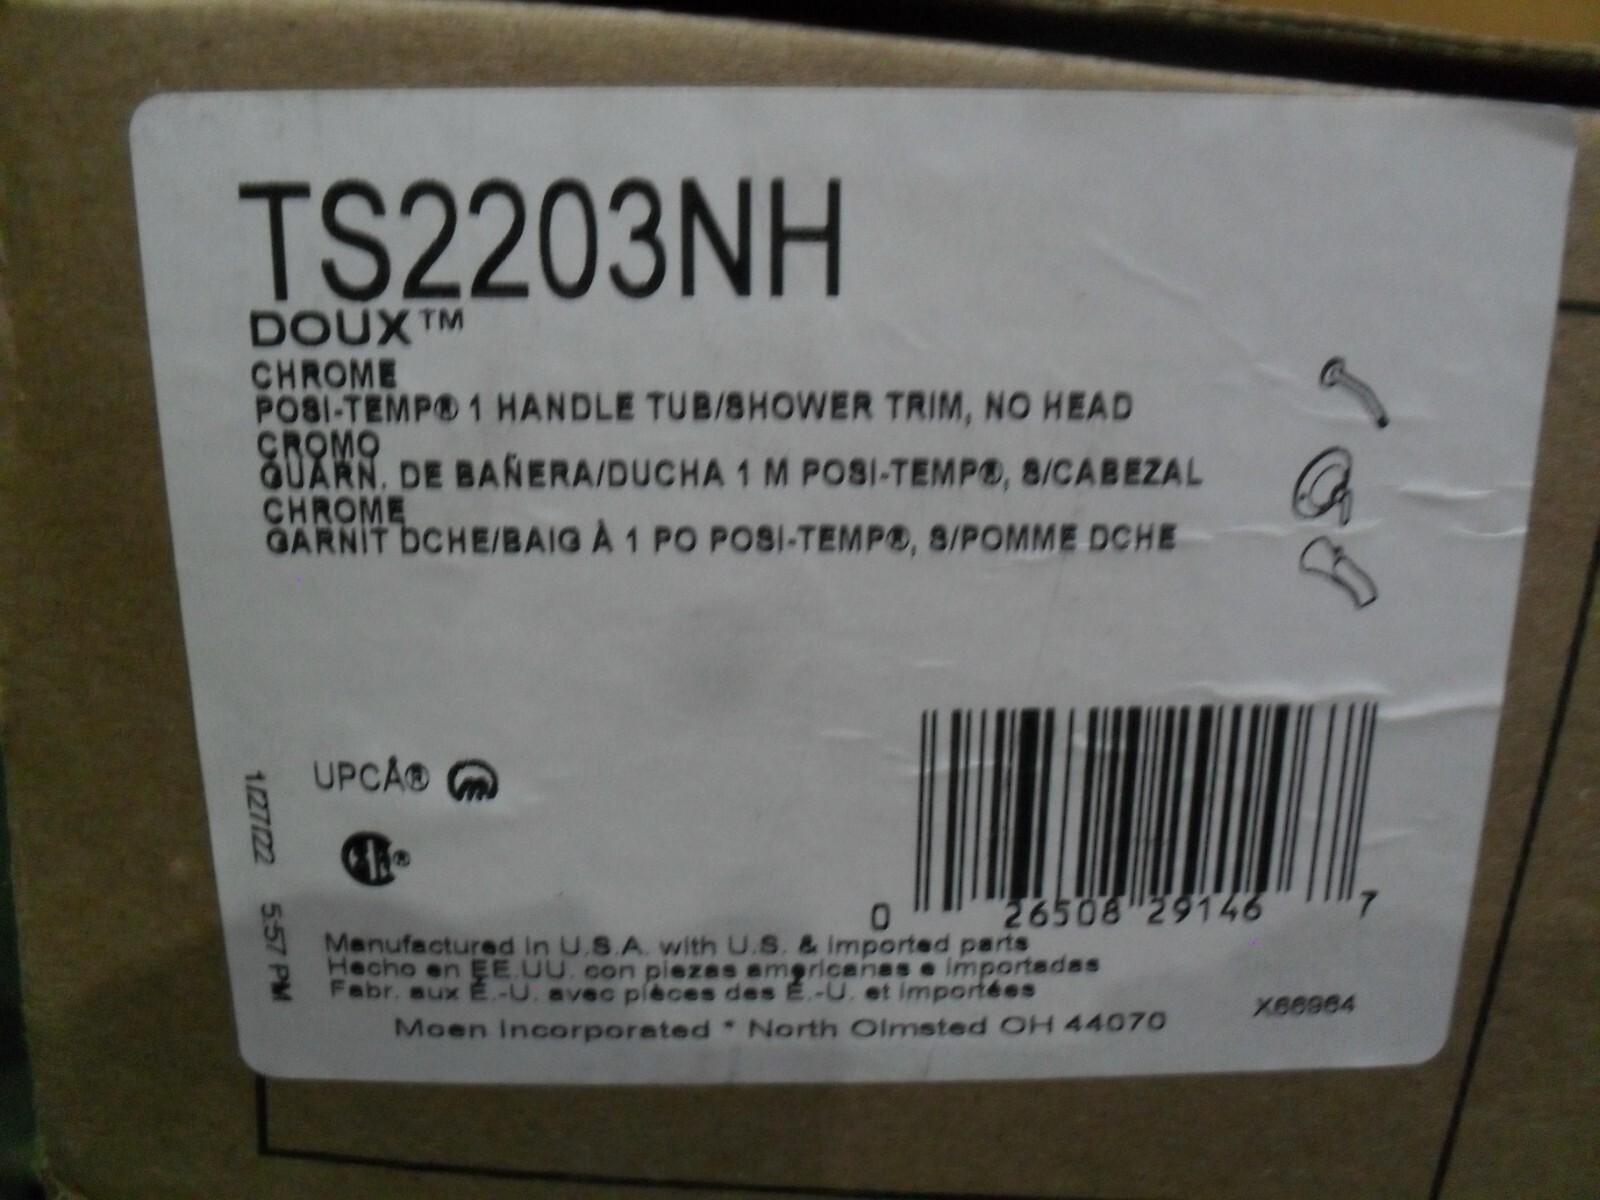 TS2203NH
DOUX™
CHROME
POSI-TEMP® 1 HANDLE TUB/SHOWER TRIM, NO HEAD
CROMO
GUARN. DE BAÑERA/DUCHA 1 M POSI-TEMP®, S/CABEZAL
CHROME
GARNIT DCHE/BAIG À 1 PO POSI-TEMP®, S/POMME DCHE
UPCÂ®
®
1/27/22 5:57 PM
0 26508 29146 7
Manufactured in U.S.A. with U.S. & imported parts
Hecho en EE.UU. con piezas americanas e importadas
Fabr. aux É.-U. avec pièces des É.-U. et importées
Moen Incorporated * North Olmsted OH 44070
X66964